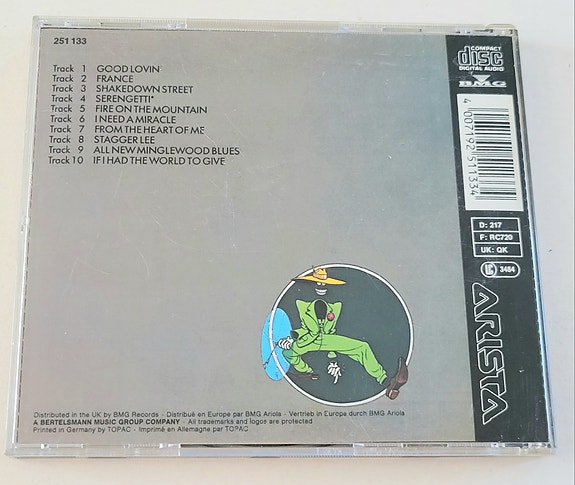 251 133
Track 1 GOOD LOVIN'
Track 2 FRANCE
Track 3 SHAKEDOWN STREET
Track 4 SERENGETTI*
Track 5 FIRE ON THE MOUNTAIN
Track 6 I NEED A MIRACLE
Track 7 FROM THE HEART OF ME
Track 8 STAGGER LEE
Track 9 ALL NEW MINGLEWOOD BLUES
Track 10 IF I HAD THE WORLD TO GIVE
COMPACT
disc
DIGITAL AUDIO
BMG
4 007192 511334
D: 217
F: RC720
UK: QK
LC 3484
ARISTA
Distributed in the UK by BMG Records · Distribué en Europe par BMG Ariola · Vertrieb in Europa durch BMG Ariola
A BERTELSMANN MUSIC GROUP COMPANY · All trademarks and logos are protected
Printed in Germany by TOPAC · Imprimé en Allemagne par TOPAC